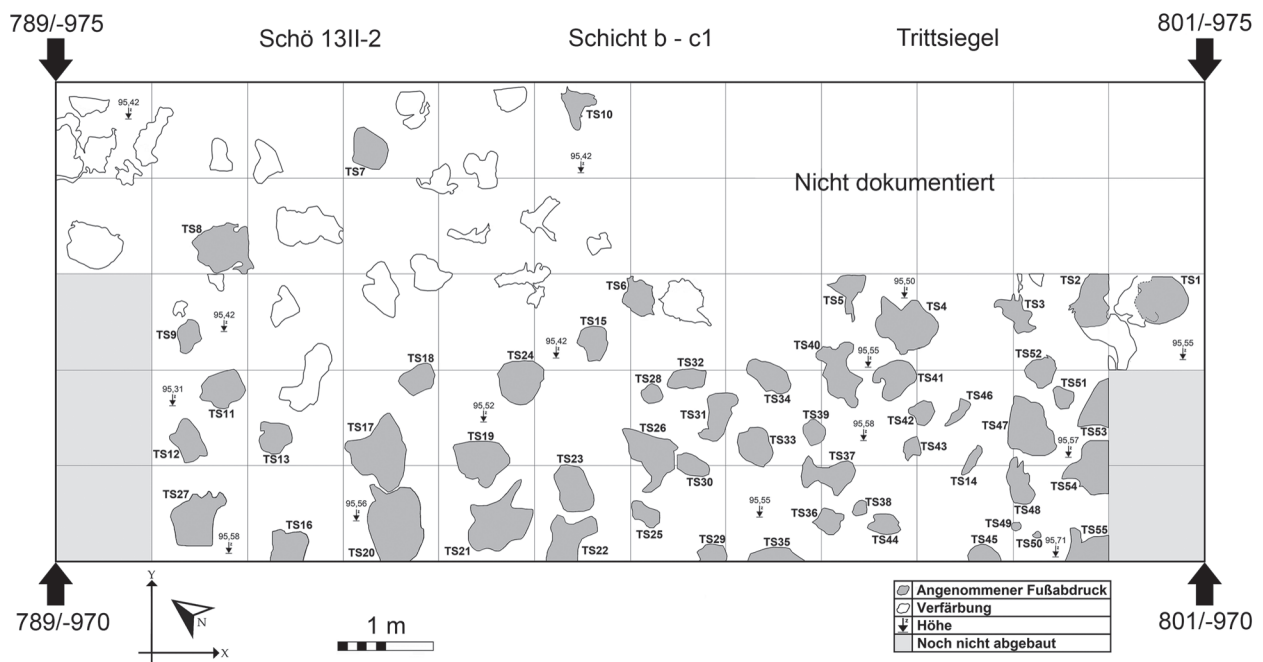 789/-975
801/-975
Schö 13II-2
Schicht b - c1
Trittsiegel
95,42
TS10
TS7
95,42
Nicht dokumentiert
TS8
TS6
TS5
95,50
TS4
TS3
TS2
TS1
TS9
95,42
TS15
95,42
95,55
TS18
TS24
TS40
95,55
TS52
95,31
TS11
TS28
TS32
TS34
TS41
TS51
95,52
TS31
TS39
TS42
TS46
TS47
TS53
TS12
TS13
TS17
TS19
TS26
TS33
95,58
TS43
95,57
TS23
TS30
TS37
TS14
TS54
TS27
95,56
95,55
TS36
TS38
TS48
95,58
TS16
TS20
TS21
TS22
TS25
TS29
TS35
TS44
TS45
TS49
TS50
95,71
TS55
789/-970
801/-970
Y
N
X
1 m
Angenommener Fußabdruck
Verfärbung
z
Höhe
Noch nicht abgebaut